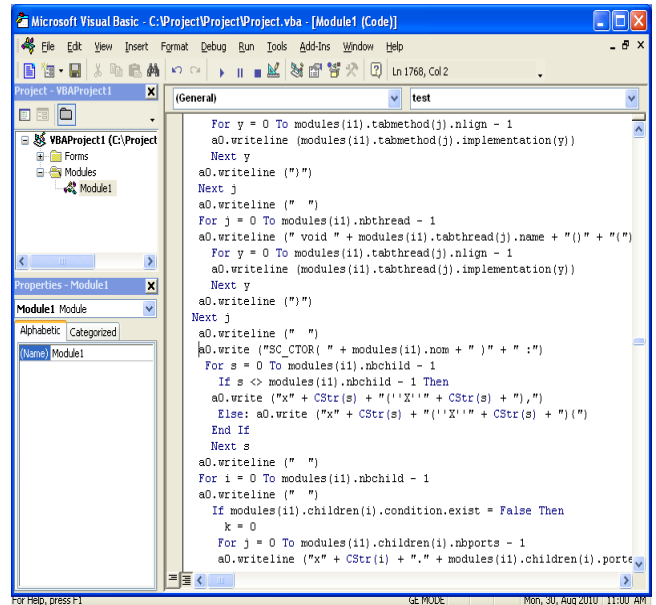 Microsoft Visual Basic - C:\Project\Project\Project.vba - [Module1 (Code)]
File Edit View Insert Format Debug Run Tools Add-Ins Window Help
Ln 1768, Col 2
Project - VBAProject1
(General) test
VBAProject1 (C:\Project
Forms
Modules
Module1
Properties - Module1
Module1 Module
Alphabetic Categorized
(Name) Module1
For y = 0 To modules(i1).tabmethod(j).nlign - 1
a0.writeline (modules(i1).tabmethod(j).implementation(y))
Next y
a0.writeline ("}")
Next j
a0.writeline ("  ")
For j = 0 To modules(i1).nbthread - 1
a0.writeline (" void " + modules(i1).tabthread(j).name + "()" + "{")
For y = 0 To modules(i1).tabthread(j).nlign - 1
a0.writeline (modules(i1).tabthread(j).implementation(y))
Next y
a0.writeline ("}")
Next j
a0.writeline ("  ")
a0.write ("SC_CTOR( " + modules(i1).nom + " )" + " :")
For s = 0 To modules(i1).nbchild - 1
If s <> modules(i1).nbchild - 1 Then
a0.write ("x" + CStr(s) + "(''X''" + CStr(s) + "),")
Else: a0.write ("x" + CStr(s) + "(''X''" + CStr(s) + "){")
End If
Next s
a0.writeline ("  ")
For i = 0 To modules(i1).nbchild - 1
a0.writeline ("  ")
If modules(i1).children(i).condition.exist = False Then
k = 0
For j = 0 To modules(i1).children(i).nbports - 1
a0.writeline ("x" + CStr(i) + "." + modules(i1).children(i).porte
For Help, press F1 GE MODE Mon, 30, Aug 2010 11:00 AM